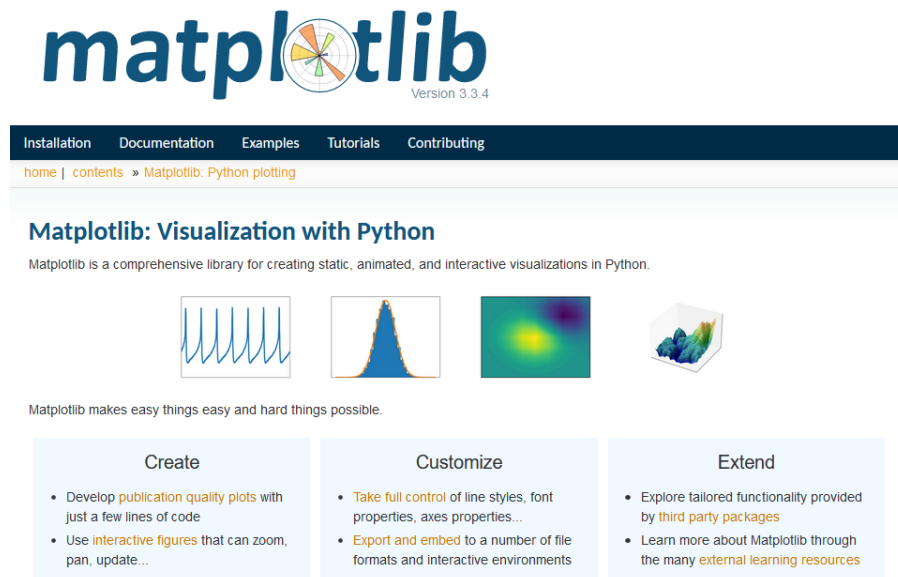 matplotlib
Version 3.3.4
Installation Documentation Examples Tutorials Contributing
home | contents » Matplotlib: Python plotting
Matplotlib: Visualization with Python
Matplotlib is a comprehensive library for creating static, animated, and interactive visualizations in Python.
Matplotlib makes easy things easy and hard things possible.
Create
• Develop publication quality plots with
just a few lines of code
• Use interactive figures that can zoom,
pan, update...
Customize
• Take full control of line styles, font
properties, axes properties...
• Export and embed to a number of file
formats and interactive environments
Extend
• Explore tailored functionality provided
by third party packages
• Learn more about Matplotlib through
the many external learning resources